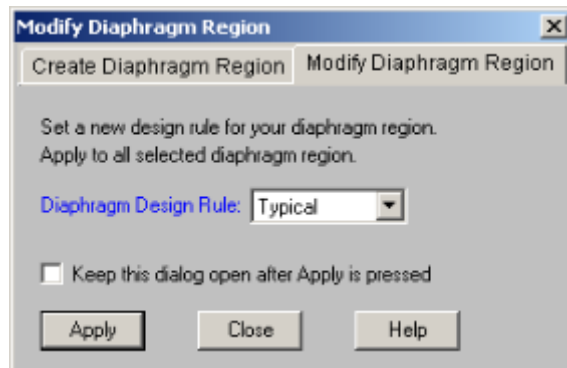 Modify Diaphragm Region
Create Diaphragm Region
Modify Diaphragm Region
Set a new design rule for your diaphragm region.
Apply to all selected diaphragm region.
Diaphragm Design Rule: Typical
Keep this dialog open after Apply is pressed
Apply Close Help